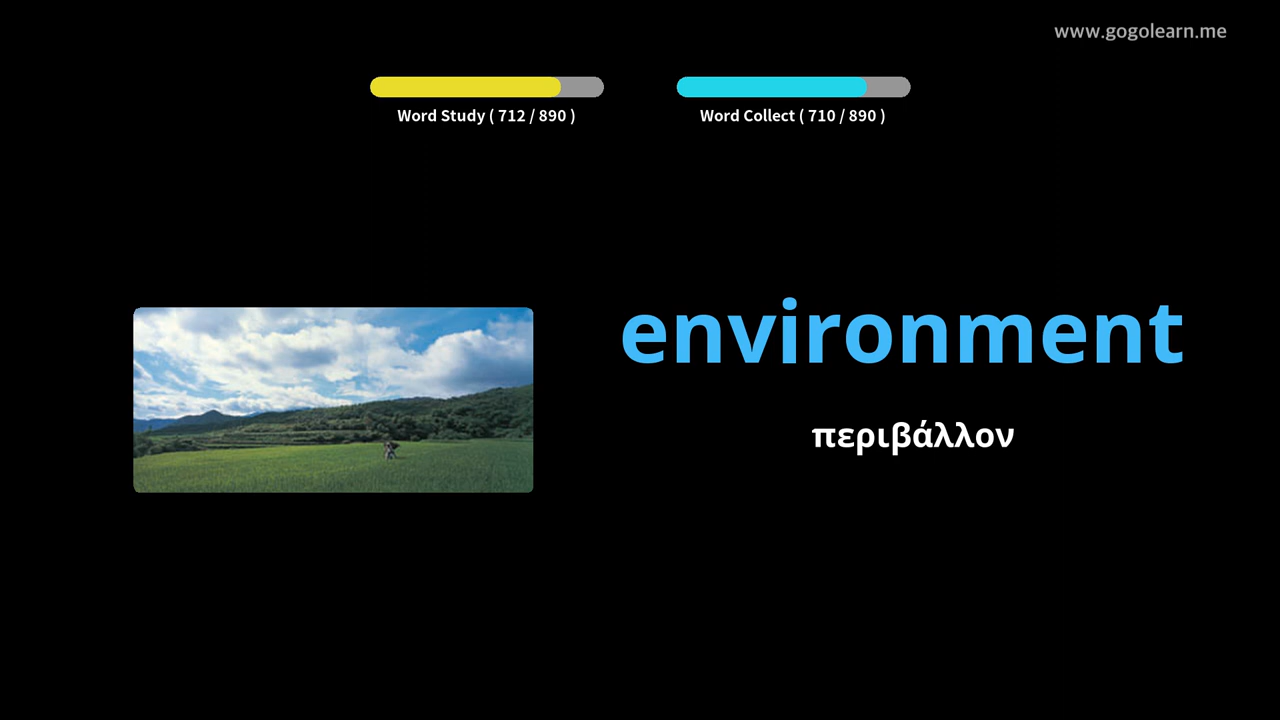 www.gogolearn.me
Word Study ( 712 / 890 )
Word Collect ( 710 / 890 )
environment
περιβάλλον